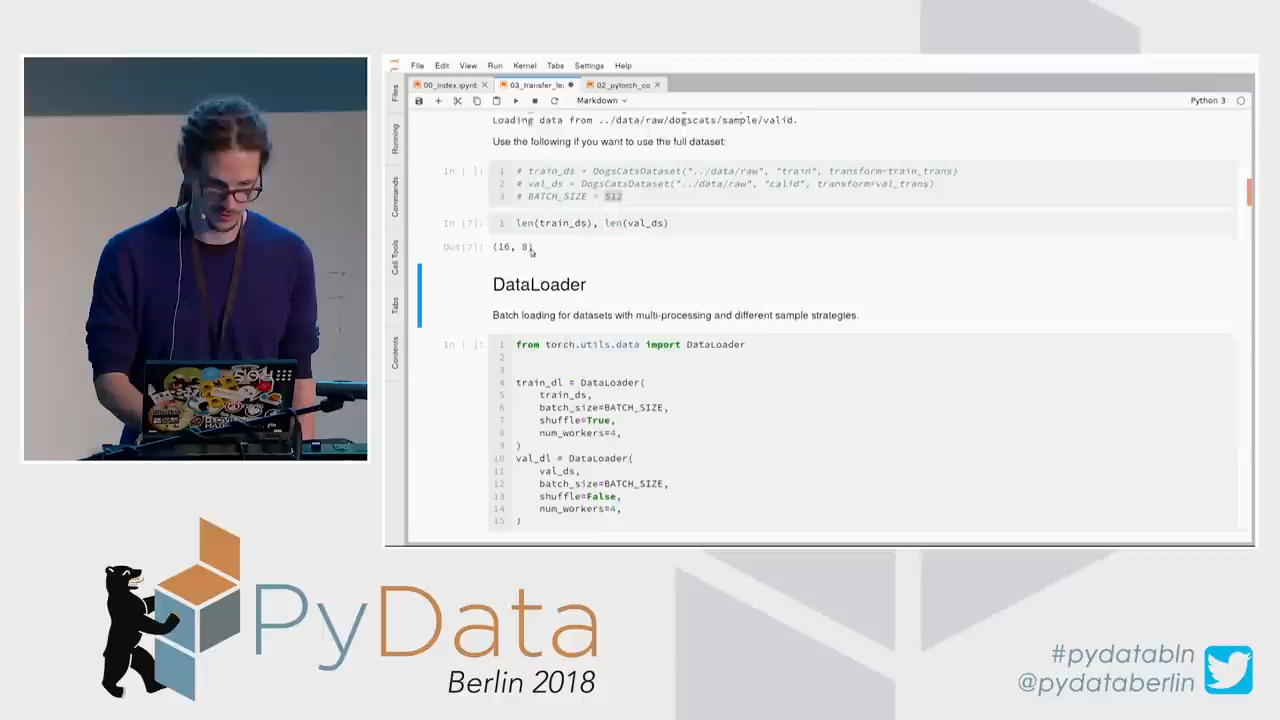 File Edit View Run Kernel Tabs Settings Help
00_index.ipynb
03_transfer_le
02_pytorch_co
Markdown
Python 3
Files
Running
Commands
Cell Tools
Tabs
Contents
Loading data from ../data/raw/dogscats/sample/valid.
Use the following if you want to use the full dataset:
In [ ]:
1 # train_ds = DogsCatsDataset("../data/raw", "train", transform=train_trans)
2 # val_ds = DogsCatsDataset("../data/raw", "calid", transform=val_trans)
3 # BATCH_SIZE = 512
In [7]: 1 len(train_ds), len(val_ds)
Out[7]: (16, 8)
DataLoader
Batch loading for datasets with multi-processing and different sample strategies.
In [ ]:
1 from torch.utils.data import DataLoader
2
3
4 train_dl = DataLoader(
5 train_ds,
6 batch_size=BATCH_SIZE,
7 shuffle=True,
8 num_workers=4,
9 )
10 val_dl = DataLoader(
11 val_ds,
12 batch_size=BATCH_SIZE,
13 shuffle=False,
14 num_workers=4,
15 )
PyData
Berlin 2018
#pydatabln
@pydataberlin